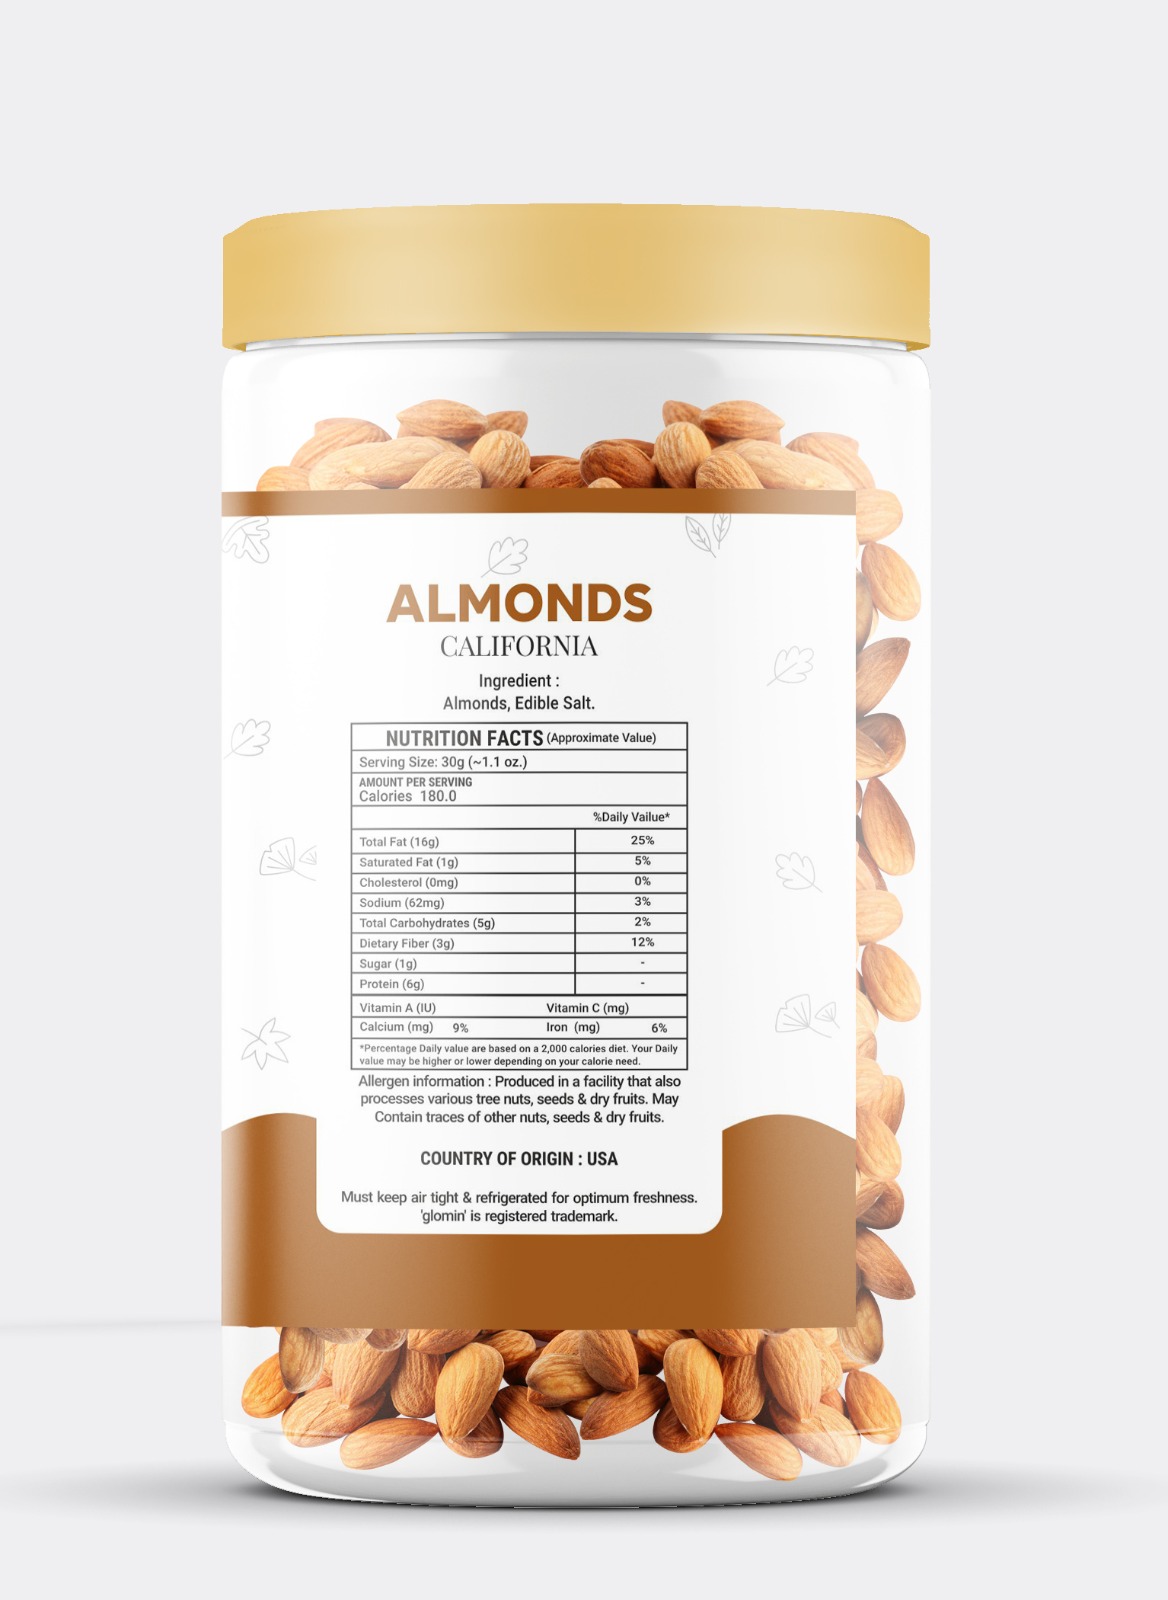 ALMONDS
CALIFORNIA
Ingredient :
Almonds, Edible Salt.
NUTRITION FACTS (Approximate Value)
Serving Size: 30g (~1.1 oz.)
AMOUNT PER SERVING
Calories 180.0
%Daily Vailue*
Total Fat (16g) 25%
Saturated Fat (1g) 5%
Cholesterol (0mg) 0%
Sodium (62mg) 3%
Total Carbohydrates (5g) 2%
Dietary Fiber (3g) 12%
Sugar (1g) -
Protein (6g) -
Vitamin A (IU) Vitamin C (mg)
Calcium (mg) 9% Iron (mg) 6%
*Percentage Daily value are based on a 2,000 calories diet. Your Daily
value may be higher or lower depending on your calorie need.
Allergen information : Produced in a facility that also
processes various tree nuts, seeds & dry fruits. May
Contain traces of other nuts, seeds & dry fruits.
COUNTRY OF ORIGIN : USA
Must keep air tight & refrigerated for optimum freshness.
'glomin' is registered trademark.